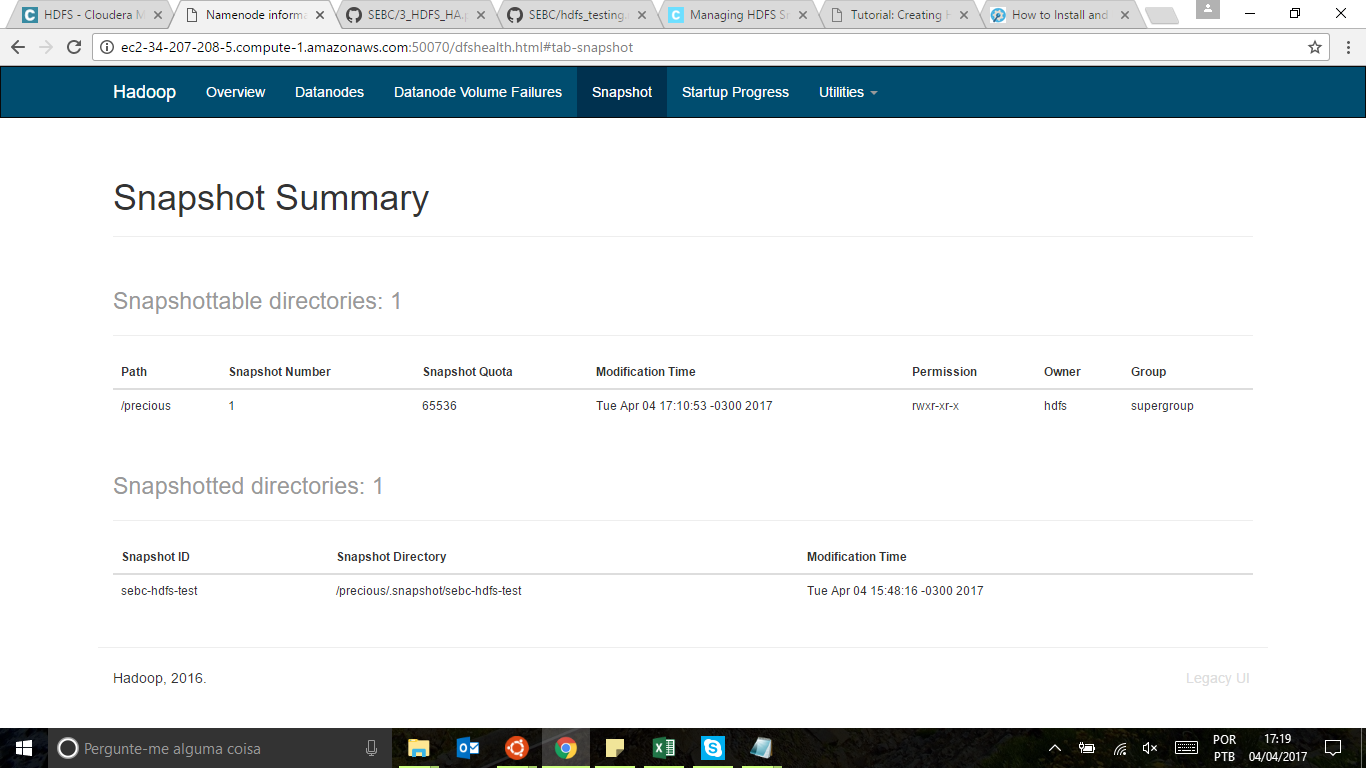 HDFS - Cloudera M
Namenode informa
SEBC/3_HDFS_HA.
SEBC/hdfs_testing.
Managing HDFS Sn
Tutorial: Creating
How to Install and
ec2-34-207-208-5.compute-1.amazonaws.com:50070/dfshealth.html#tab-snapshot
Hadoop Overview Datanodes Datanode Volume Failures Snapshot Startup Progress Utilities
Snapshot Summary
Snapshottable directories: 1
Path Snapshot Number Snapshot Quota Modification Time Permission Owner Group
/precious 1 65536 Tue Apr 04 17:10:53 -0300 2017 rwxr-xr-x hdfs supergroup
Snapshotted directories: 1
Snapshot ID Snapshot Directory Modification Time
sebc-hdfs-test /precious/.snapshot/sebc-hdfs-test Tue Apr 04 15:48:16 -0300 2017
Hadoop, 2016. Legacy UI
Pergunte-me alguma coisa
POR 17:19
PTB 04/04/2017